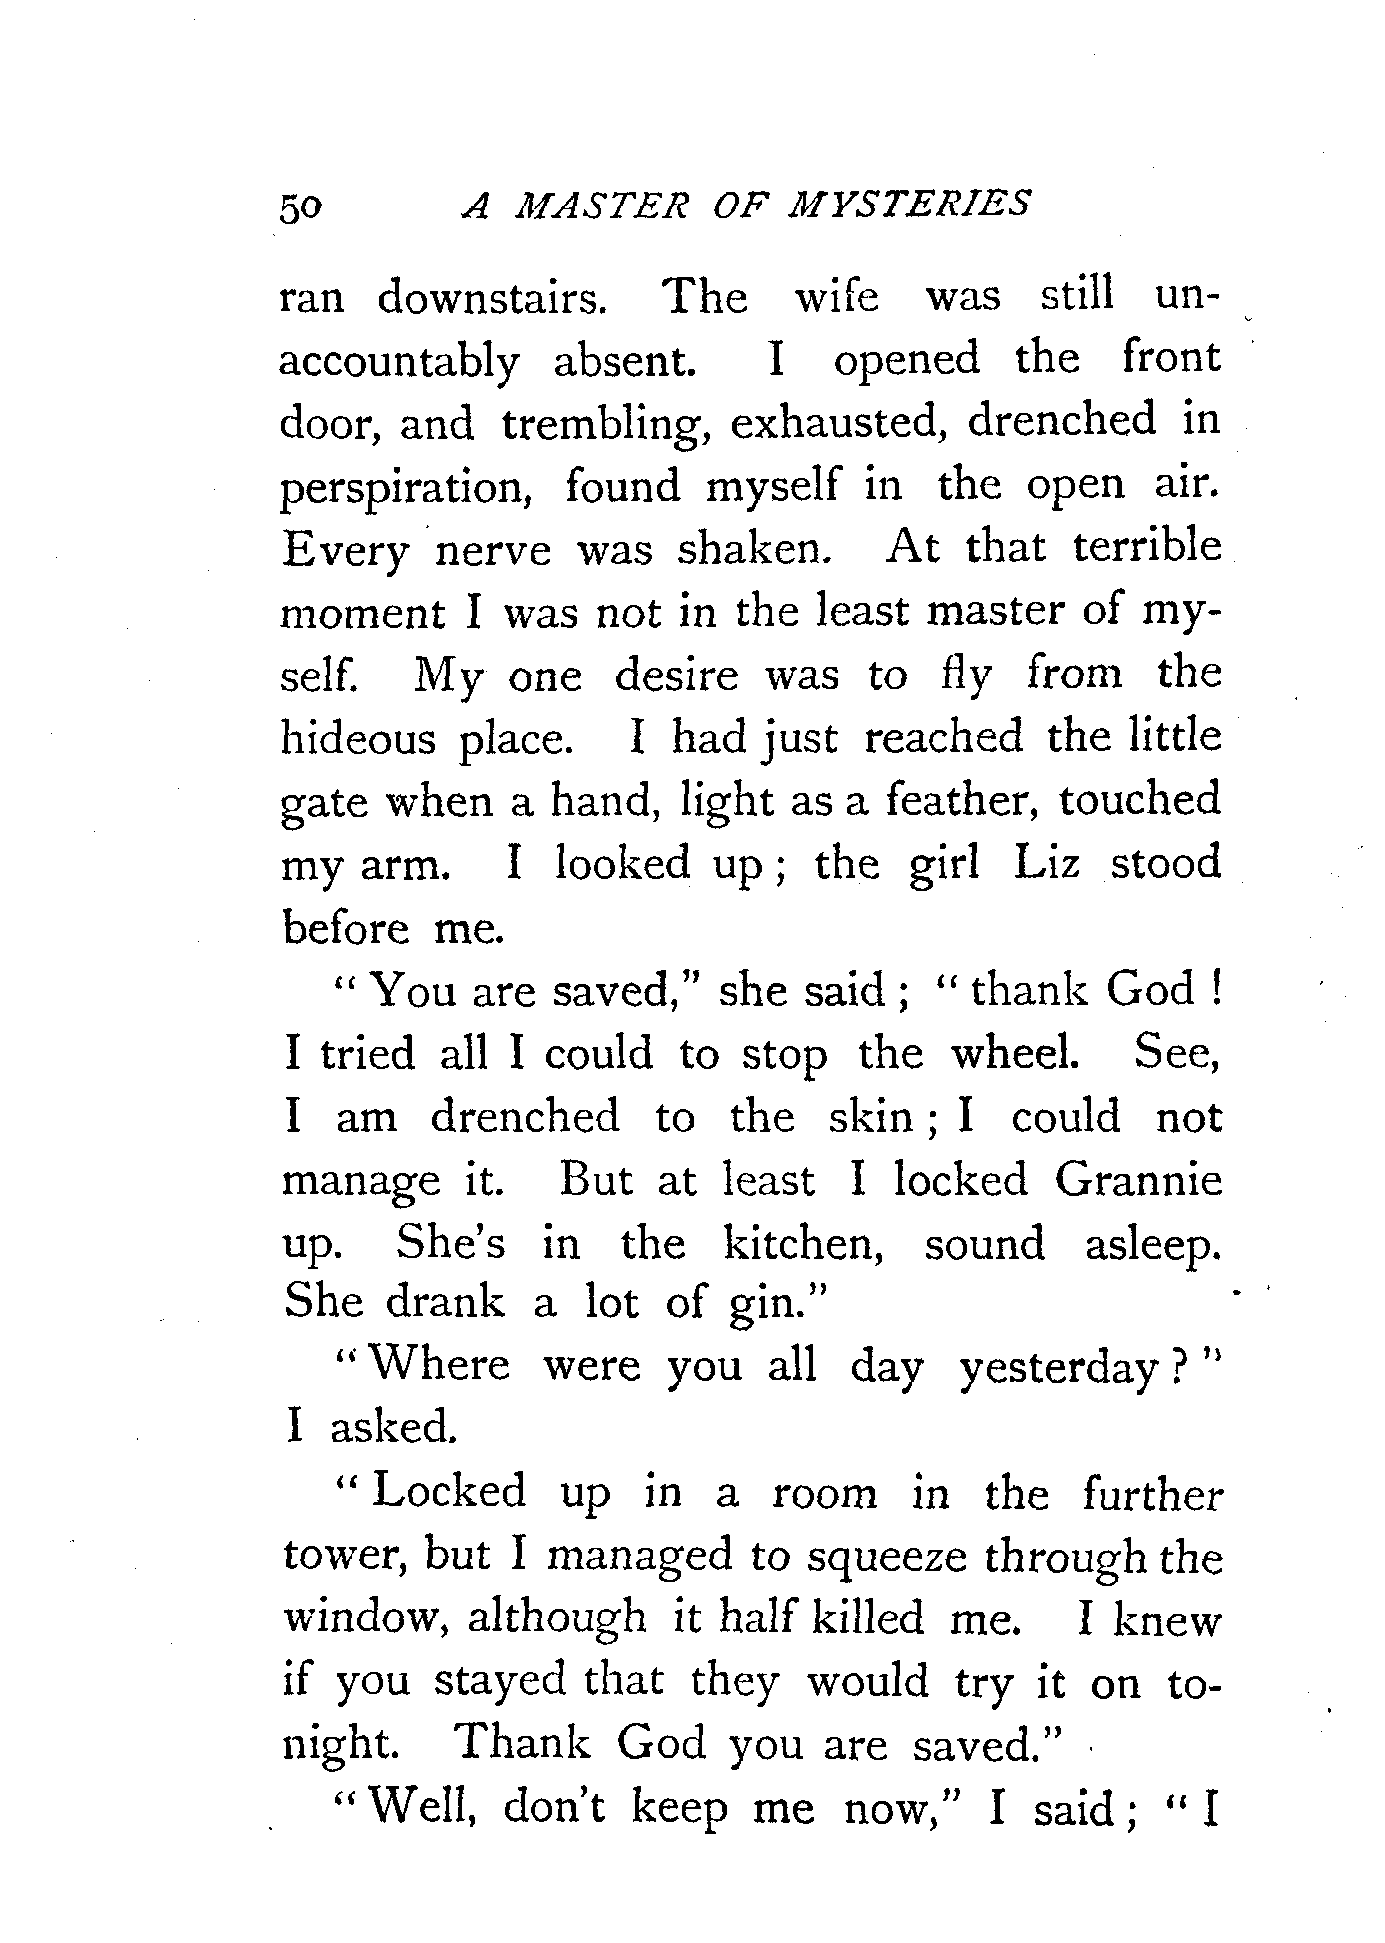 50 A MASTER OF MYSTERIES
ran downstairs. The wife was still un-
accountably absent. I opened the front
door, and trembling, exhausted, drenched in
perspiration, found myself in the open air.
Every nerve was shaken. At that terrible
moment I was not in the least master of my-
self. My one desire was to fly from the
hideous place. I had just reached the little
gate when a hand, light as a feather, touched
my arm. I looked up ; the girl Liz stood
before me.
“ You are saved,” she said ; “ thank God !
I tried all I could to stop the wheel. See,
I am drenched to the skin ; I could not
manage it. But at least I locked Grannie
up. She's in the kitchen, sound asleep.
She drank a lot of gin.”
“ Where were you all day yesterday ? ”
I asked.
“ Locked up in a room in the further
tower, but I managed to squeeze through the
window, although it half killed me. I knew
if you stayed that they would try it on to-
night. Thank God you are saved.”
“ Well, don't keep me now,” I said ; “ I